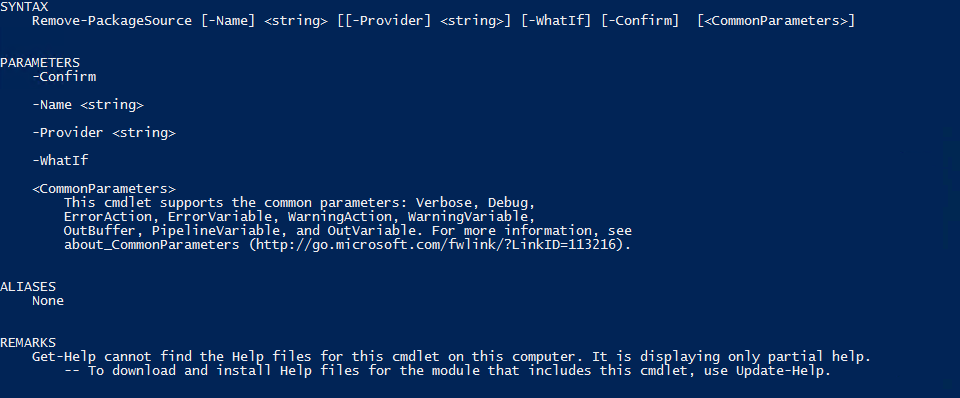 SYNTAX
Remove-PackageSource [-Name] <string> [[-Provider] <string>] [-WhatIf] [-Confirm]  [<CommonParameters>]
PARAMETERS
-Confirm
-Name <string>
-Provider <string>
-WhatIf
<CommonParameters>
This cmdlet supports the common parameters: Verbose, Debug,
ErrorAction, ErrorVariable, WarningAction, WarningVariable,
OutBuffer, PipelineVariable, and OutVariable. For more information, see
about_CommonParameters (http://go.microsoft.com/fwlink/?LinkID=113216).
ALIASES
None
REMARKS
Get-Help cannot find the Help files for this cmdlet on this computer. It is displaying only partial help.
-- To download and install Help files for the module that includes this cmdlet, use Update-Help.